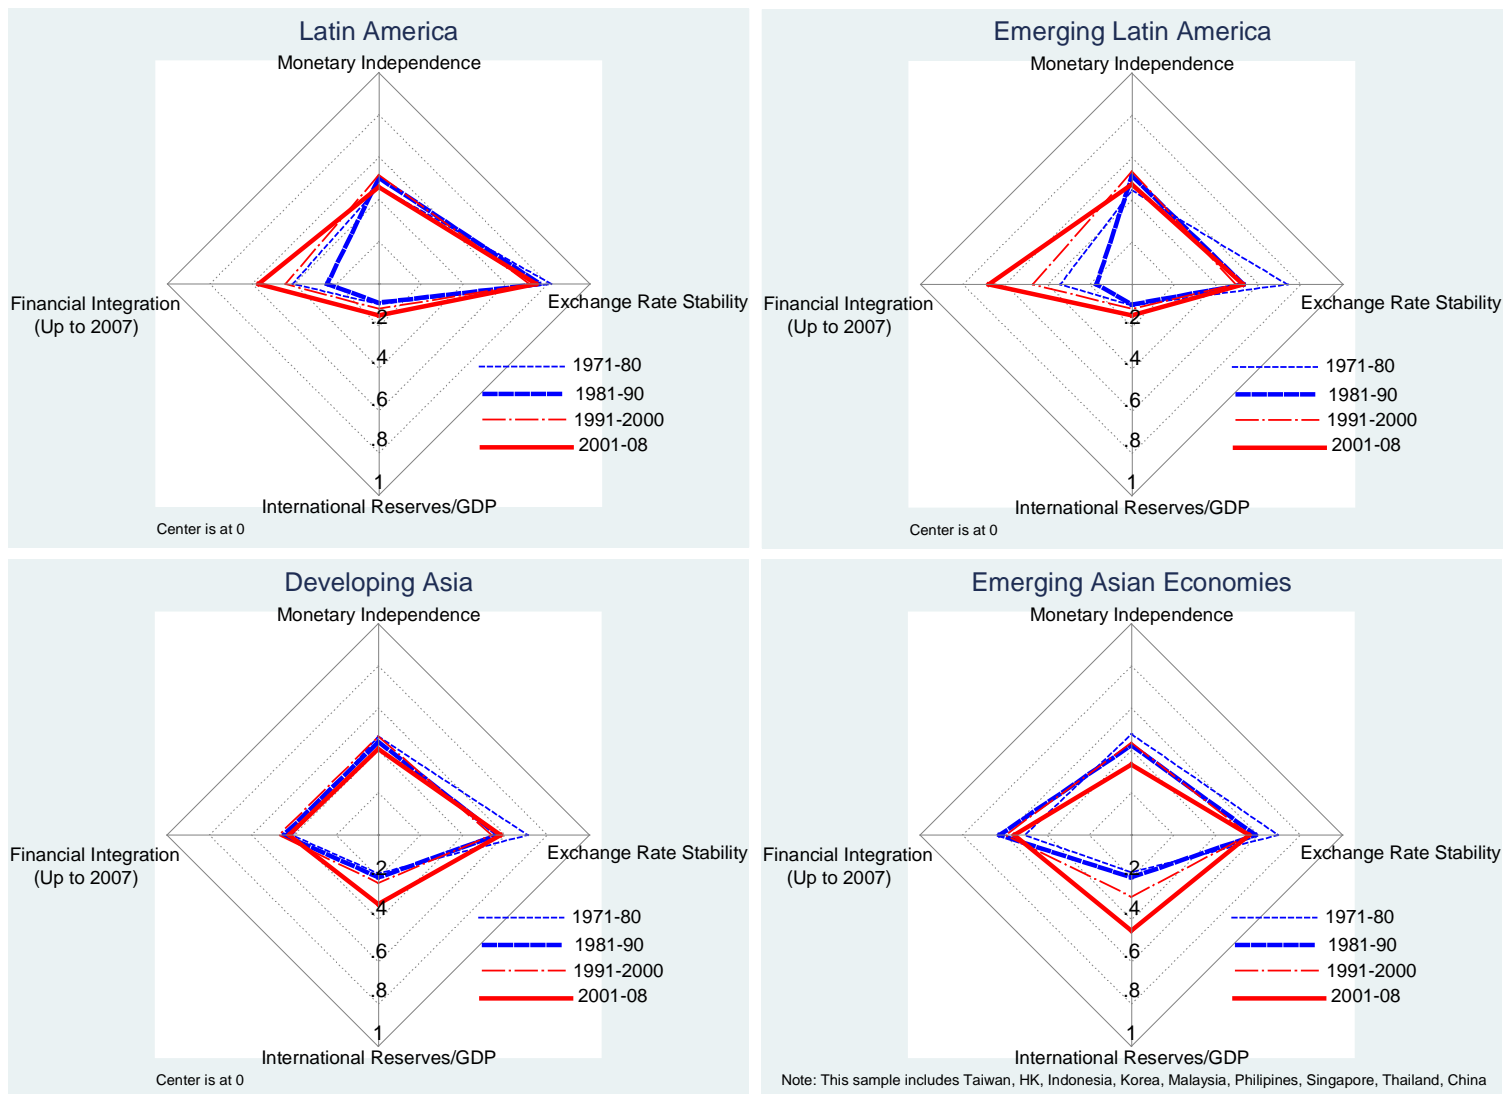 Latin America
Monetary Independence
Financial Integration
(Up to 2007)
Exchange Rate Stability
.2
.4
.6
.8
1
1971-80
1981-90
1991-2000
2001-08
International Reserves/GDP
Center is at 0
Emerging Latin America
Monetary Independence
Financial Integration
(Up to 2007)
Exchange Rate Stability
.2
.4
.6
.8
1
1971-80
1981-90
1991-2000
2001-08
International Reserves/GDP
Center is at 0
Developing Asia
Monetary Independence
Financial Integration
(Up to 2007)
Exchange Rate Stability
.2
.4
.6
.8
1
1971-80
1981-90
1991-2000
2001-08
International Reserves/GDP
Center is at 0
Emerging Asian Economies
Monetary Independence
Financial Integration
(Up to 2007)
Exchange Rate Stability
.2
.4
.6
.8
1
1971-80
1981-90
1991-2000
2001-08
International Reserves/GDP
Note: This sample includes Taiwan, HK, Indonesia, Korea, Malaysia, Philipines, Singapore, Thailand, China